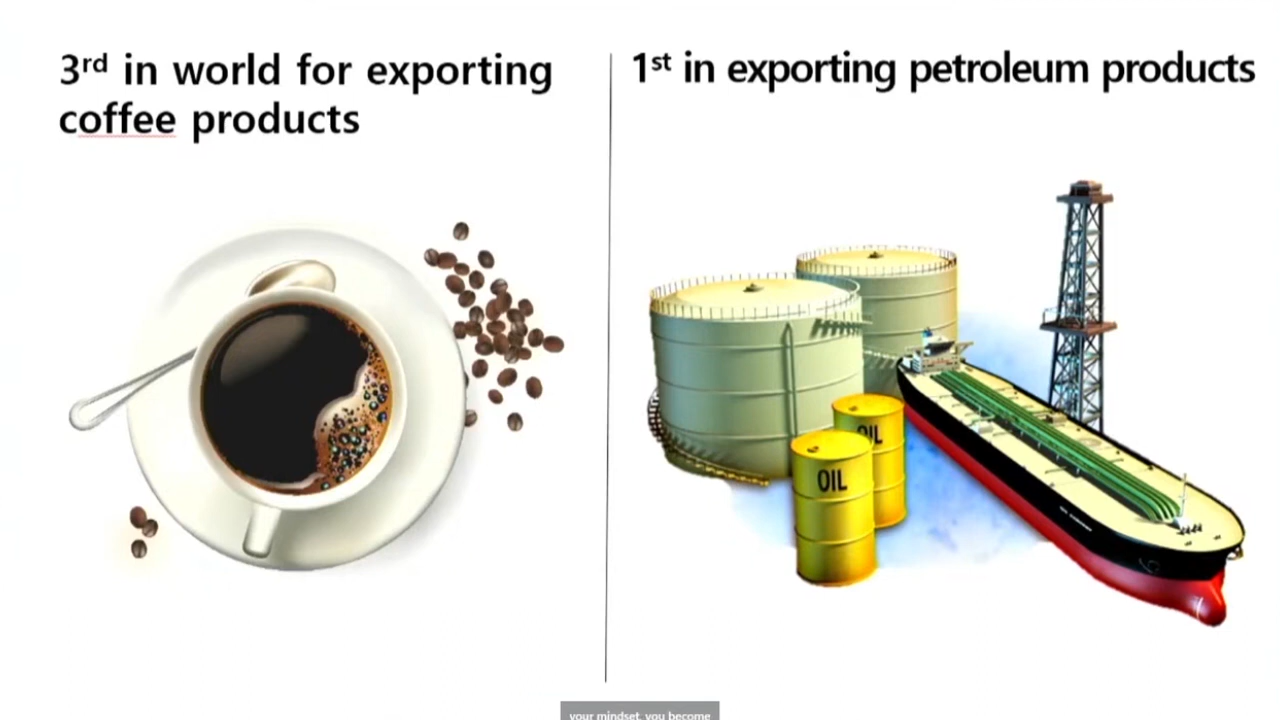 3rd in world for exporting
coffee products
1st in exporting petroleum products
OIL
OIL
your mindset, you become